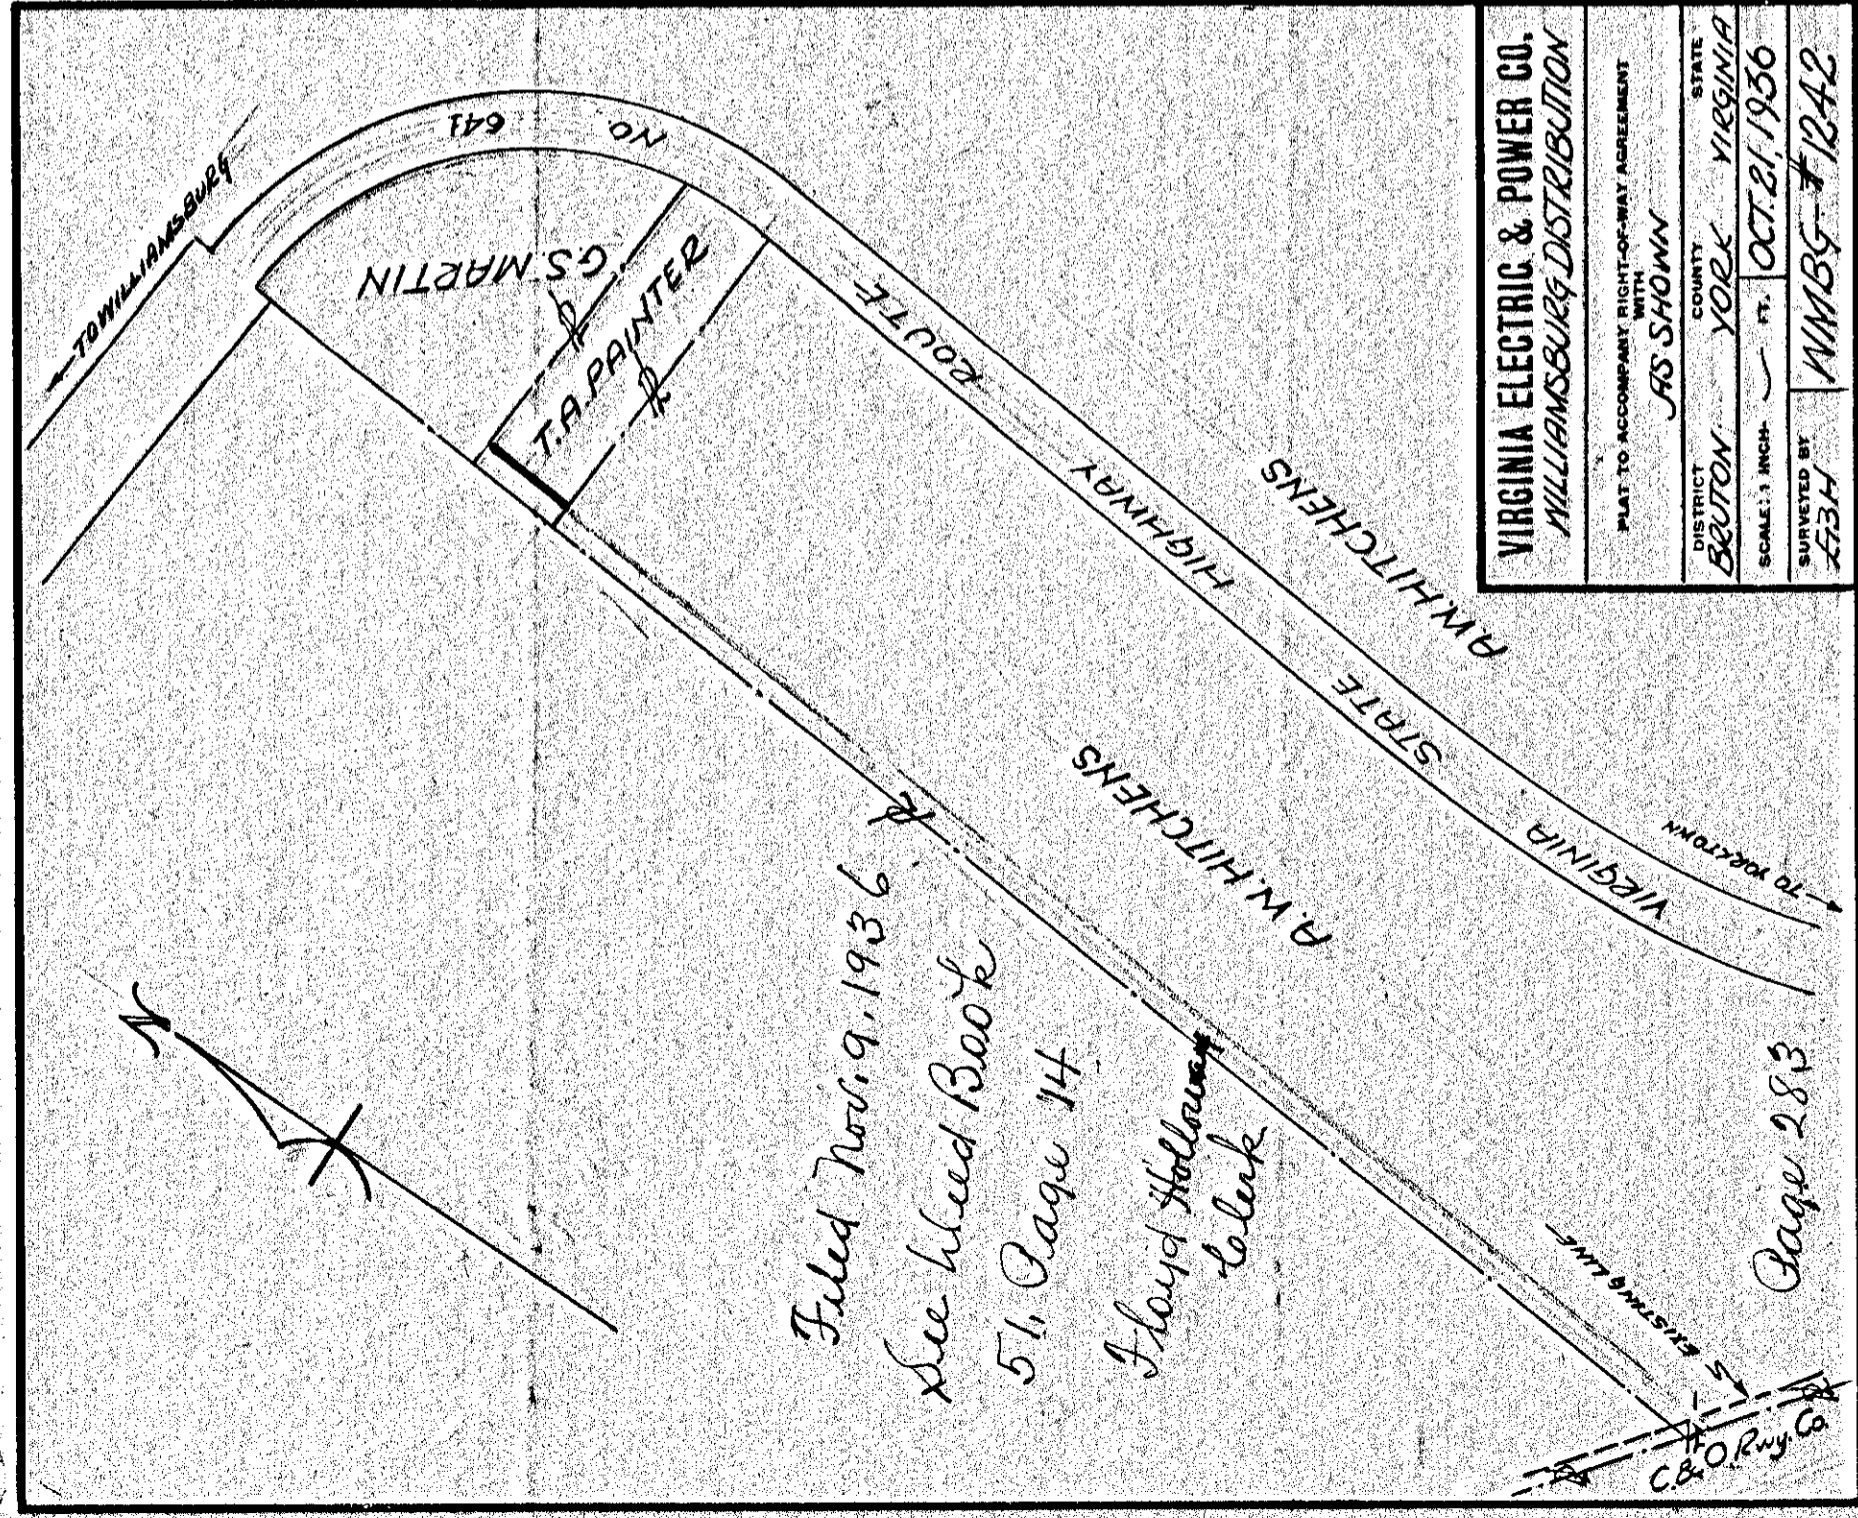 TO WILLIAMSBURG
NO. 641
G.S. MARTIN
T.A. PAINTER
VIRGINIA STATE HIGHWAY ROUTE
A.W. HITCHENS
A.W. HITCHENS
TO YORKTOWN
EXISTING LINE
C.&O. Rwy. Co.
N
Filed Nov. 9, 1936
See Deed Book
51, Page 14
Floyd Holloway
Clerk
Page 283
VIRGINIA ELECTRIC & POWER CO.
WILLIAMSBURG DISTRIBUTION
PLAT TO ACCOMPANY RIGHT-OF-WAY AGREEMENT
WITH
AS SHOWN
DISTRICT COUNTY STATE
BRUTON YORK VIRGINIA
SCALE: 1 INCH FT. OCT. 21, 1936
SURVEYED BY
WMBG-#1242